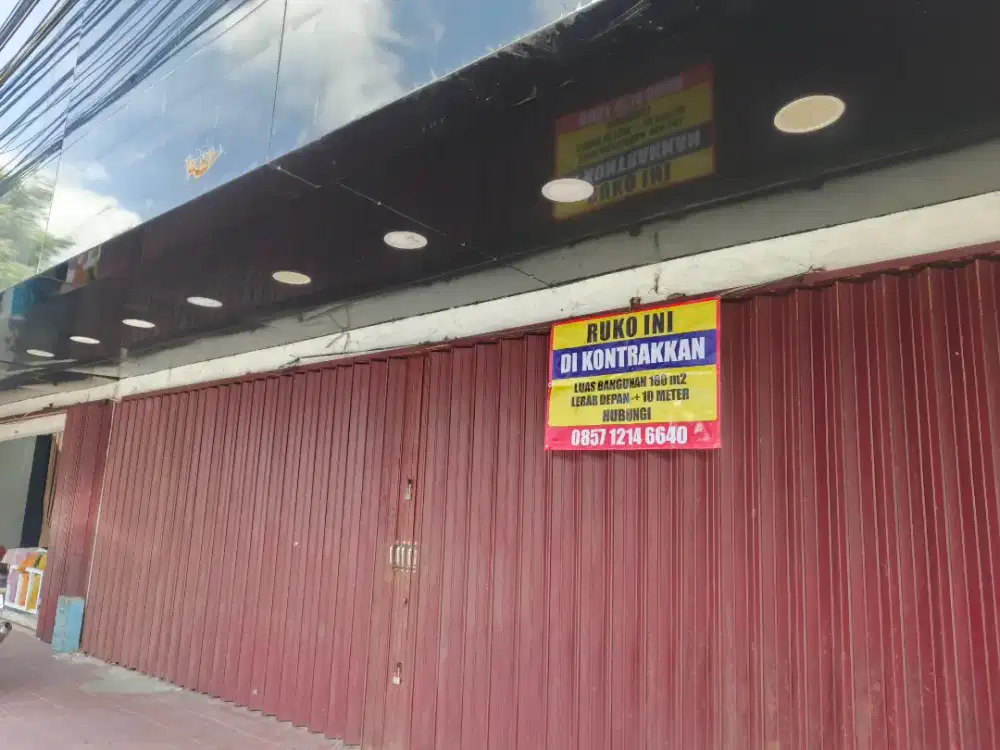 RUKO INI
DI KONTRAKKAN
LUAS BANGUNAN 160 m2
LEBAR DEPAN -+ 10 METER
HUBUNGI
0857 1214 6640